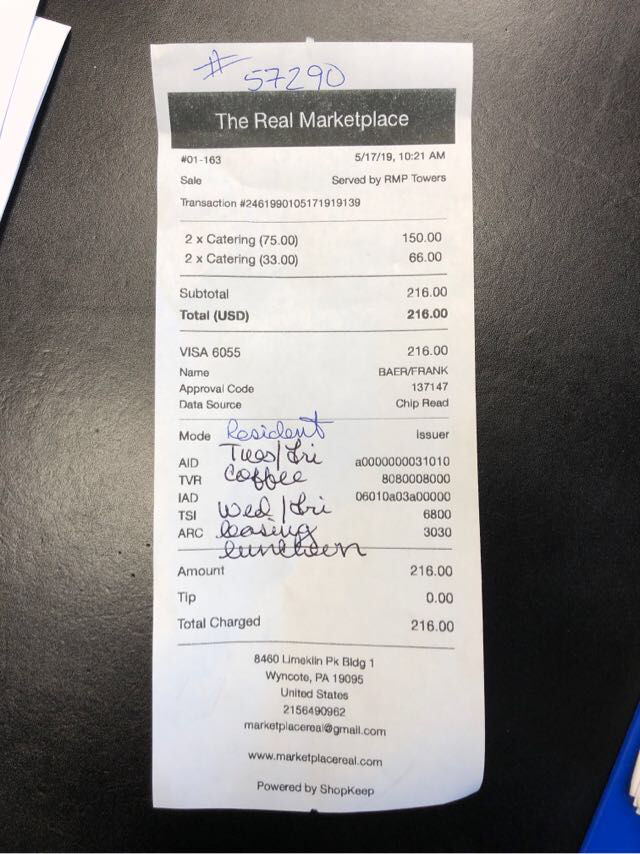 # 57290
The Real Marketplace
#01-163 5/17/19, 10:21 AM
Sale Served by RMP Towers
Transaction #2461990105171919139
2 x Catering (75.00) 150.00
2 x Catering (33.00) 66.00
Subtotal 216.00
Total (USD) 216.00
VISA 6055 216.00
Name BAER/FRANK
Approval Code 137147
Data Source Chip Read
Mode Resident Issuer
Tues/Fri
AID a0000000031010
TVR coffee 8080008000
IAD 06010a03a00000
TSI Wed/Fri 6800
ARC leasing 3030
luncheon
Amount 216.00
Tip 0.00
Total Charged 216.00
8460 Limekiln Pk Bldg 1
Wyncote, PA 19095
United States
2156490962
marketplacereal@gmail.com
www.marketplacereal.com
Powered by ShopKeep